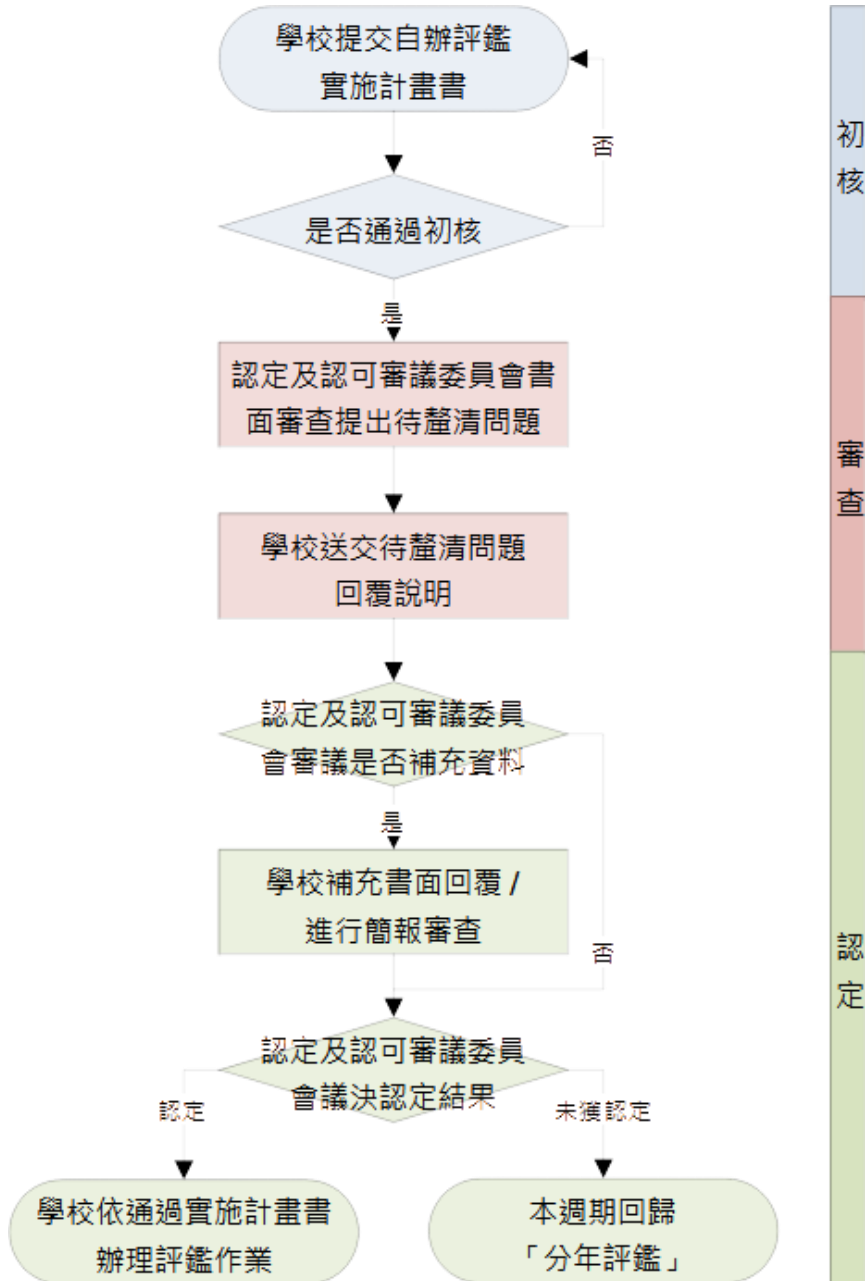 學校提交自辦評鑑
實施計畫書
否
初
核
是否通過初核
是
認定及認可審議委員會書
面審查提出待釐清問題
審
查
學校送交待釐清問題
回覆說明
認定及認可審議委員
會審議是否補充資料
是
學校補充書面回覆 /
進行簡報審查
否
認
定
認定及認可審議委員
會議決認定結果
認定
未獲認定
學校依通過實施計畫書
辦理評鑑作業
本週期回歸
「分年評鑑」